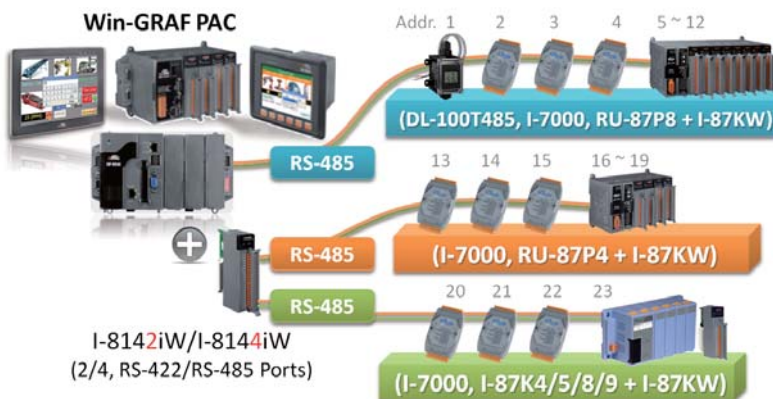 Win-GRAF PAC
Addr. 1 2 3 4 5 ~ 12
(DL-100T485, I-7000, RU-87P8 + I-87KW)
RS-485
13 14 15 16 ~ 19
RS-485
(I-7000, RU-87P4 + I-87KW)
RS-485
20 21 22 23
I-8142iW/I-8144iW
(2/4, RS-422/RS-485 Ports)
(I-7000, I-87K4/5/8/9 + I-87KW)